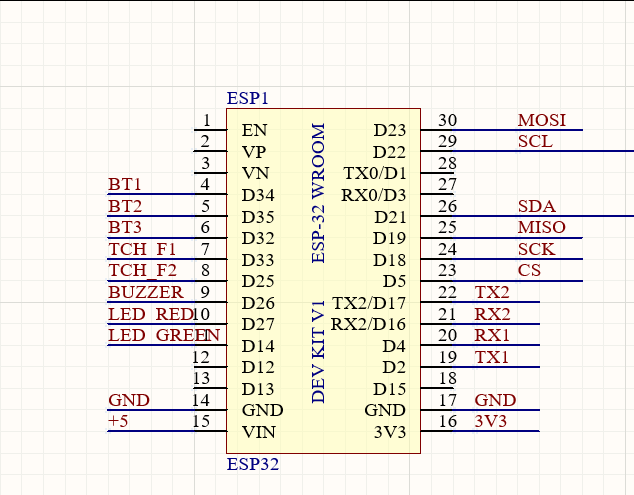 ESP1
1 EN D23 30 MOSI
2 VP D22 29 SCL
3 VN TX0/D1 28
BT1 4 D34 RX0/D3 27
BT2 5 D35 D21 26 SDA
BT3 6 D32 D19 25 MISO
TCH_F1 7 D33 D18 24 SCK
TCH_F2 8 D25 D5 23 CS
BUZZER 9 D26 TX2/D17 22 TX2
LED_RED 10 D27 RX2/D16 21 RX2
LED_GREEN 11 D14 D4 20 RX1
12 D12 D2 19 TX1
13 D13 D15 18
GND 14 GND GND 17 GND
+5 15 VIN 3V3 16 3V3
ESP-32 WROOM
DEV KIT V1
ESP32